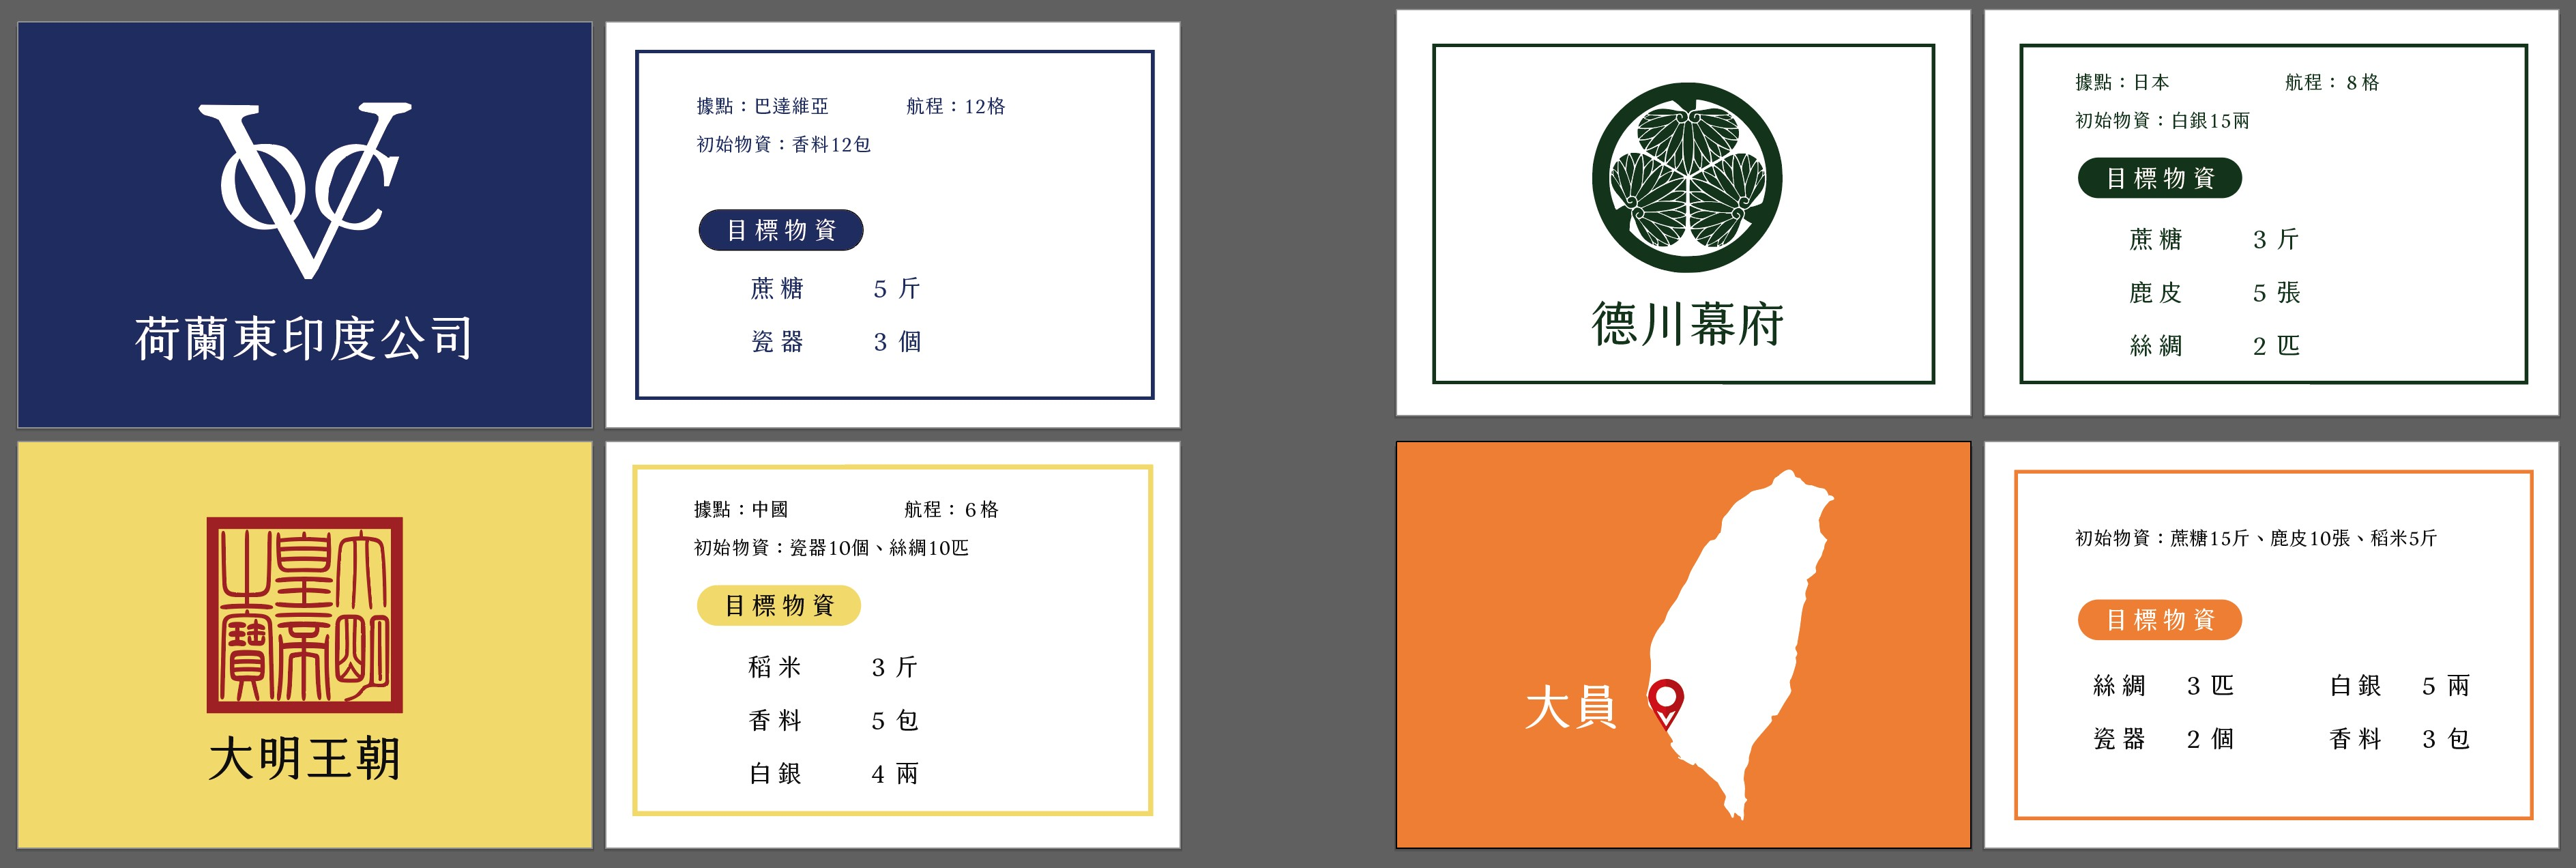 VOC
荷蘭東印度公司
據點：巴達維亞 航程：12格
初始物資：香料12包
目標物資
蔗糖 5 斤
瓷器 3 個
德川幕府
據點：日本 航程：8格
初始物資：白銀15兩
目標物資
蔗糖 3 斤
鹿皮 5 張
絲綢 2 匹
大明皇帝之寶
大明王朝
據點：中國 航程：6格
初始物資：瓷器10個、絲綢10匹
目標物資
稻米 3 斤
香料 5 包
白銀 4 兩
大員
初始物資：蔗糖15斤、鹿皮10張、稻米5斤
目標物資
絲綢 3 匹 白銀 5 兩
瓷器 2 個 香料 3 包